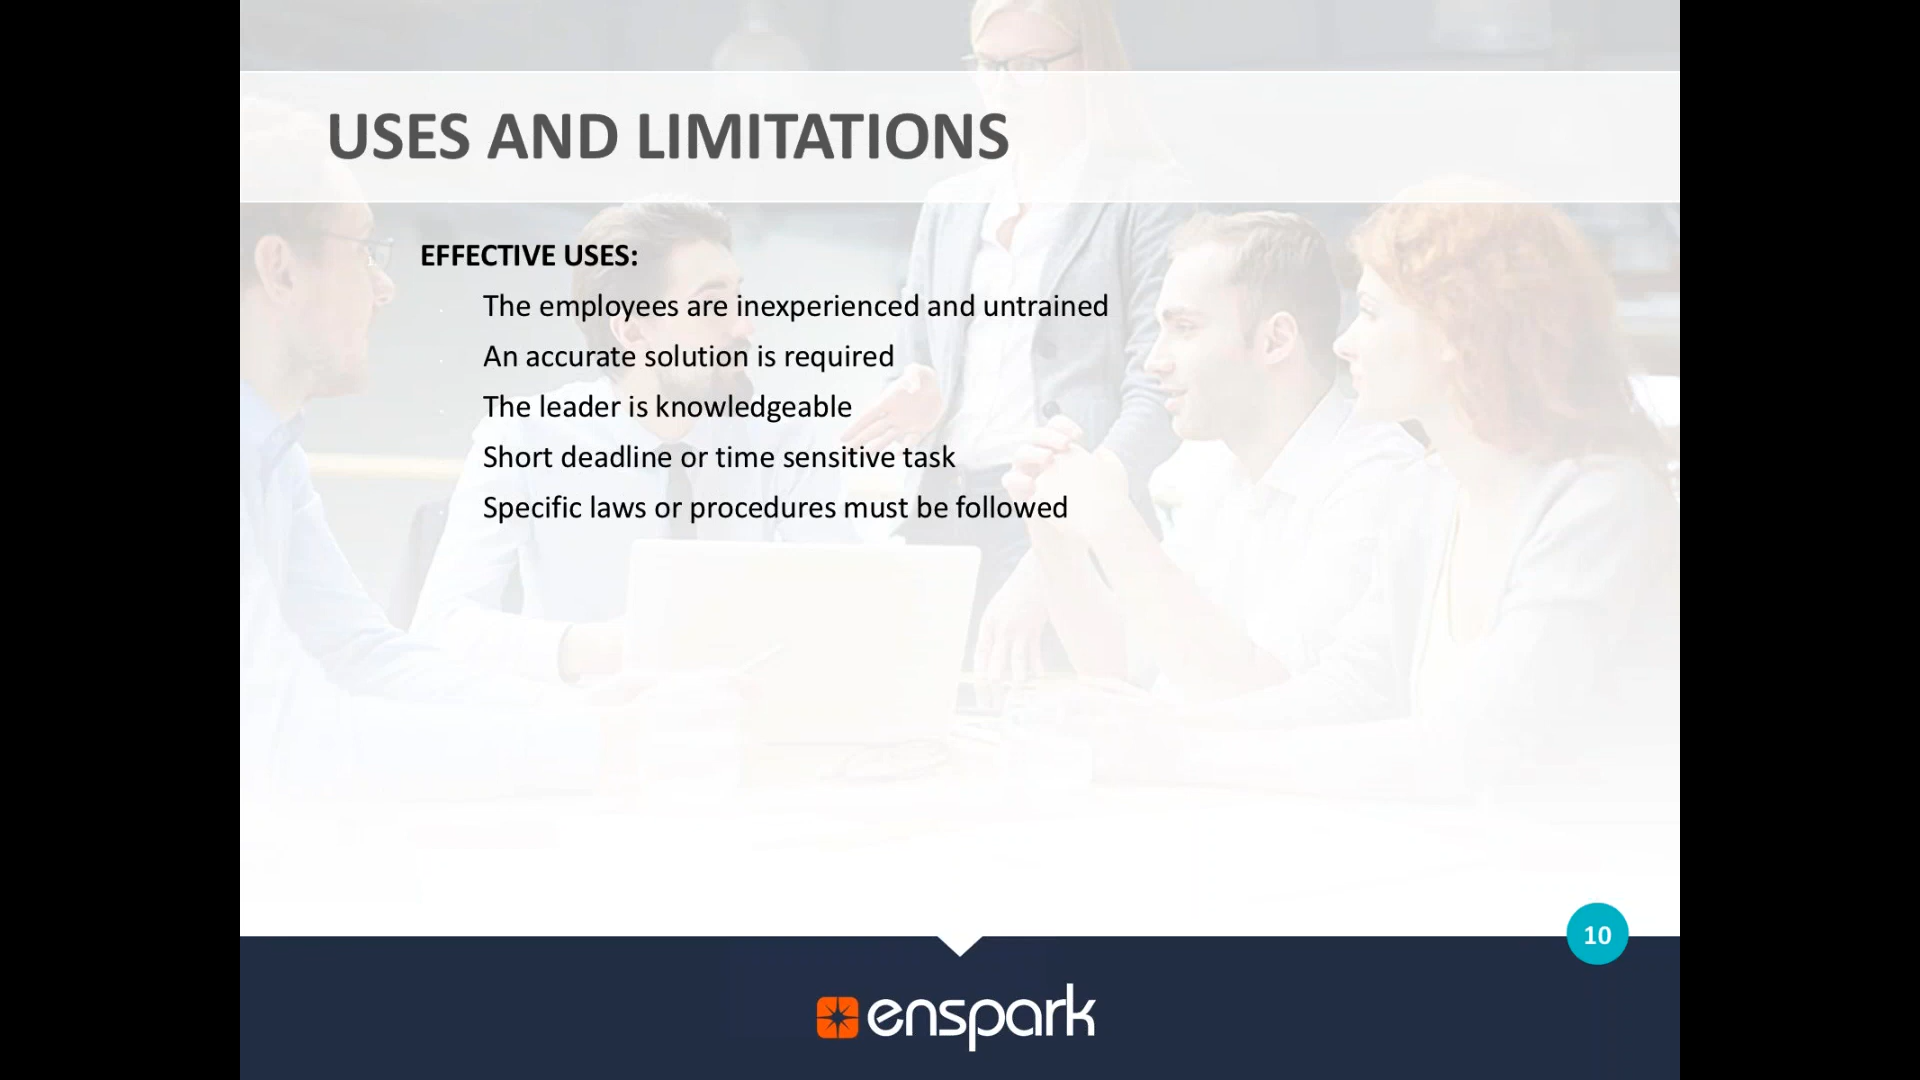 USES AND LIMITATIONS
EFFECTIVE USES:
The employees are inexperienced and untrained
An accurate solution is required
The leader is knowledgeable
Short deadline or time sensitive task
Specific laws or procedures must be followed
10
enspark